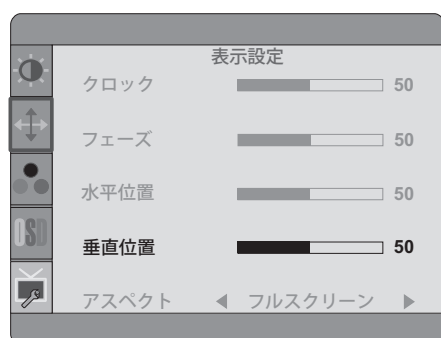 表示設定
クロック 50
フェーズ 50
水平位置 50
垂直位置 50
OSD
アスペクト フルスクリーン